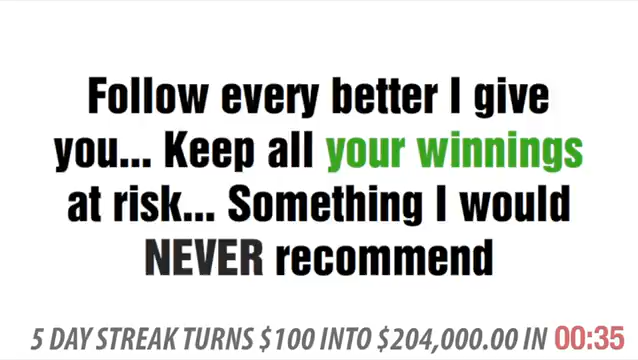 Follow every better I give
you... Keep all your winnings
at risk... Something I would
NEVER recommend
5 DAY STREAK TURNS $100 INTO $204,000.00 IN 00:35